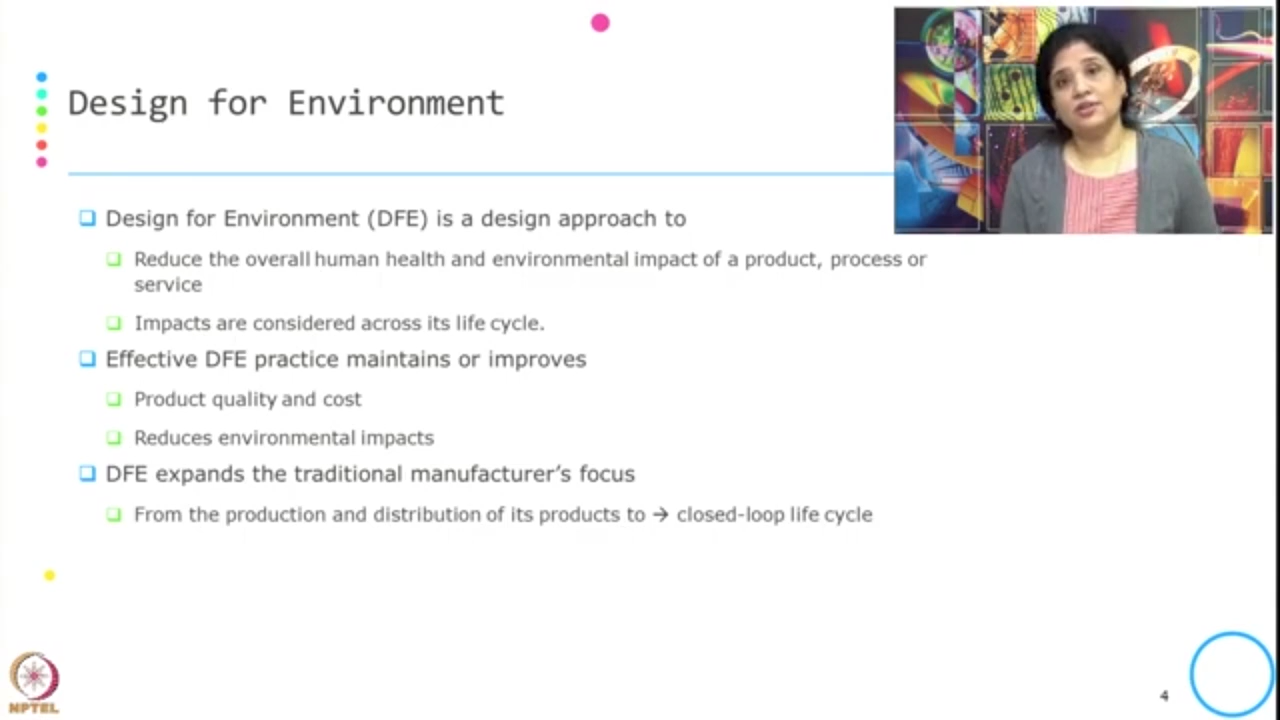 Design for Environment
❑ Design for Environment (DFE) is a design approach to
❑ Reduce the overall human health and environmental impact of a product, process or
service
❑ Impacts are considered across its life cycle.
❑ Effective DFE practice maintains or improves
❑ Product quality and cost
❑ Reduces environmental impacts
❑ DFE expands the traditional manufacturer’s focus
❑ From the production and distribution of its products to → closed-loop life cycle
NPTEL
4